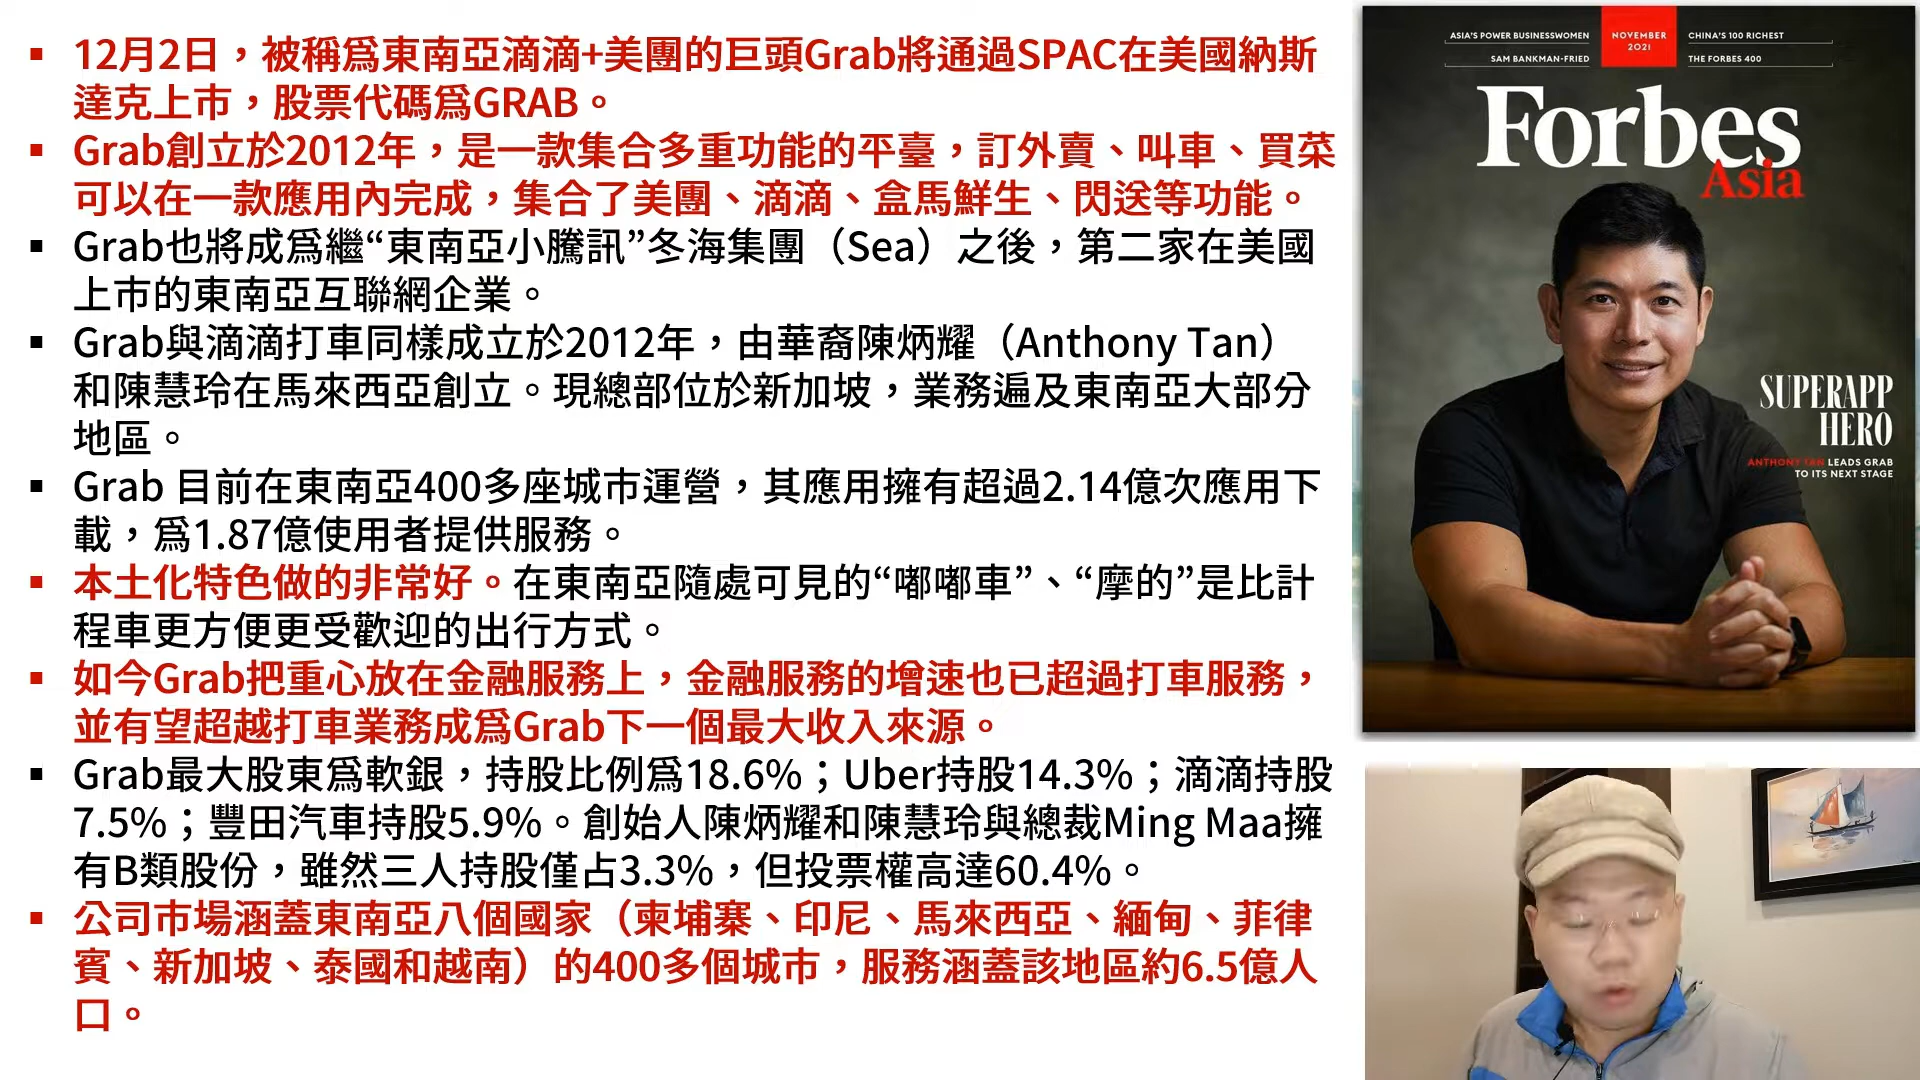 12月2日，被稱爲東南亞滴滴+美團的巨頭Grab將通過SPAC在美國納斯
達克上市，股票代碼爲GRAB。
Grab創立於2012年，是一款集合多重功能的平臺，訂外賣、叫車、買菜
可以在一款應用內完成，集合了美團、滴滴、盒馬鮮生、閃送等功能。
Grab也將成爲繼“東南亞小騰訊”冬海集團（Sea）之後，第二家在美國
上市的東南亞互聯網企業。
Grab與滴滴打車同樣成立於2012年，由華裔陳炳耀（Anthony Tan）
和陳慧玲在馬來西亞創立。現總部位於新加坡，業務遍及東南亞大部分
地區。
Grab 目前在東南亞400多座城市運營，其應用擁有超過2.14億次應用下
載，爲1.87億使用者提供服務。
本土化特色做的非常好。在東南亞隨處可見的“嘟嘟車”、“摩的”是比計
程車更方便更受歡迎的出行方式。
如今Grab把重心放在金融服務上，金融服務的增速也已超過打車服務，
並有望超越打車業務成爲Grab下一個最大收入來源。
Grab最大股東爲軟銀，持股比例爲18.6%；Uber持股14.3%；滴滴持股
7.5%；豐田汽車持股5.9%。創始人陳炳耀和陳慧玲與總裁Ming Maa擁
有B類股份，雖然三人持股僅占3.3%，但投票權高達60.4%。
公司市場涵蓋東南亞八個國家（柬埔寨、印尼、馬來西亞、緬甸、菲律
賓、新加坡、泰國和越南）的400多個城市，服務涵蓋該地區約6.5億人
口。
ASIA'S POWER BUSINESSWOMEN
SAM BANKMAN-FRIED
NOVEMBER
2021
CHINA'S 100 RICHEST
THE FORBES 400
Forbes
Asia
SUPERAPP
HERO
ANTHONY TAN LEADS GRAB
TO ITS NEXT STAGE